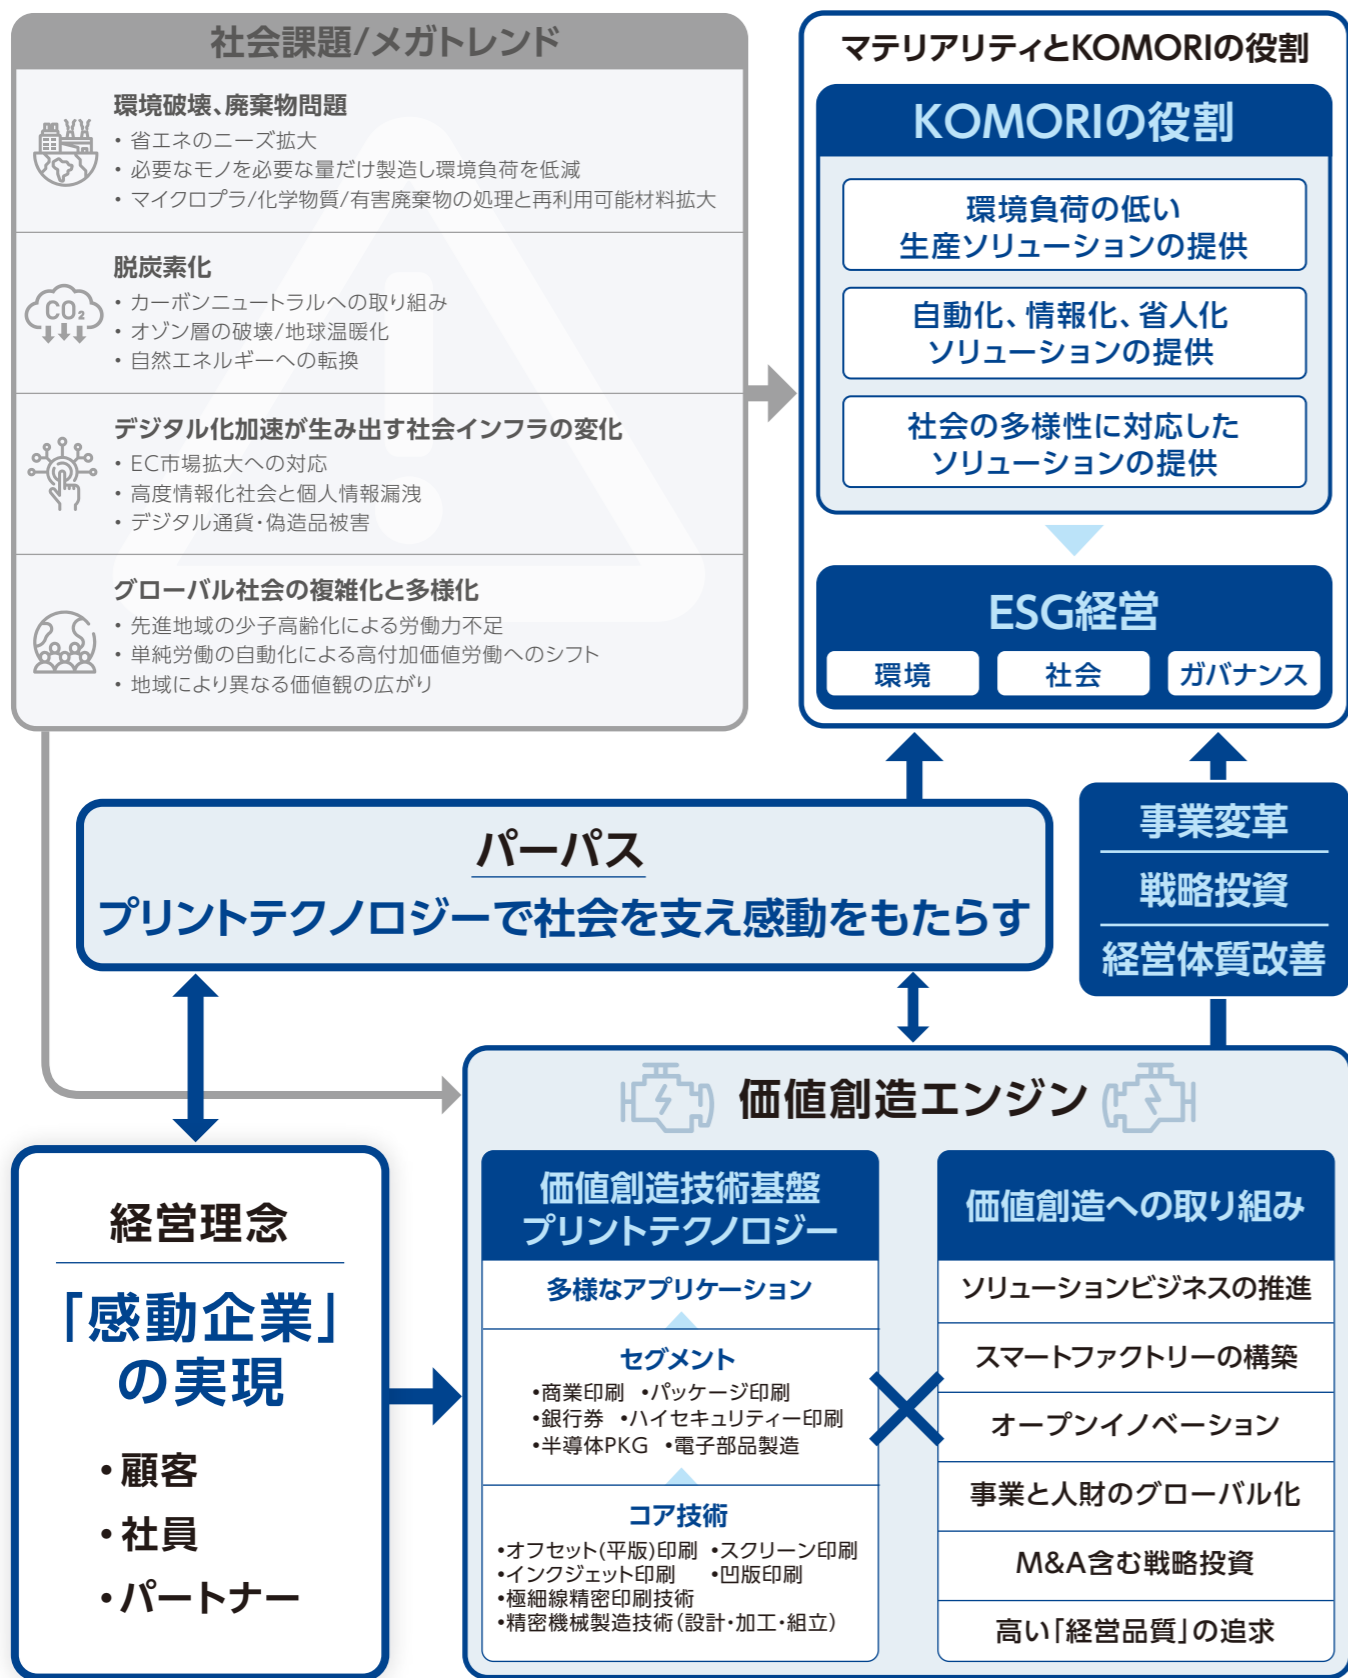 社会課題/メガトレンド
環境破壊、廃棄物問題
・省エネのニーズ拡大
・必要なモノを必要な量だけ製造し環境負荷を低減
・マイクロプラ/化学物質/有害廃棄物の処理と再利用可能材料拡大
CO₂
脱炭素化
・カーボンニュートラルへの取り組み
・オゾン層の破壊/地球温暖化
・自然エネルギーへの転換
デジタル化加速が生み出す社会インフラの変化
・EC市場拡大への対応
・高度情報化社会と個人情報漏洩
・デジタル通貨・偽造品被害
グローバル社会の複雑化と多様化
・先進地域の少子高齢化による労働力不足
・単純労働の自動化による高付加価値労働へのシフト
・地域により異なる価値観の広がり
マテリアリティとKOMORIの役割
KOMORIの役割
環境負荷の低い
生産ソリューションの提供
自動化、情報化、省人化
ソリューションの提供
社会の多様性に対応した
ソリューションの提供
ESG経営
環境 社会 ガバナンス
パーパス
プリントテクノロジーで社会を支え感動をもたらす
事業変革
戦略投資
経営体質改善
経営理念
「感動企業」
の実現
・顧客
・社員
・パートナー
価値創造エンジン
価値創造技術基盤
プリントテクノロジー
多様なアプリケーション
セグメント
・商業印刷 ・パッケージ印刷
・銀行券 ・ハイセキュリティー印刷
・半導体PKG ・電子部品製造
コア技術
・オフセット(平版)印刷 ・スクリーン印刷
・インクジェット印刷 ・凹版印刷
・極細線精密印刷技術
・精密機械製造技術(設計・加工・組立)
価値創造への取り組み
ソリューションビジネスの推進
スマートファクトリーの構築
オープンイノベーション
事業と人財のグローバル化
M&A含む戦略投資
高い「経営品質」の追求